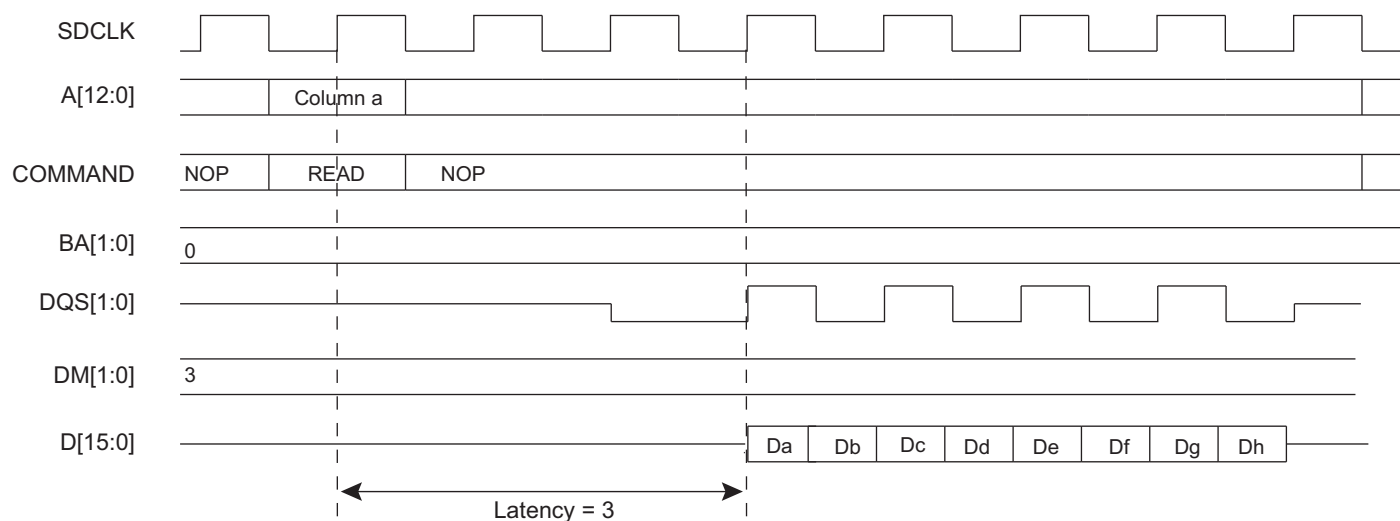 SDCLK
A[12:0] Column a
COMMAND NOP READ NOP
BA[1:0] 0
DQS[1:0]
DM[1:0] 3
D[15:0] Da Db Dc Dd De Df Dg Dh
Latency = 3